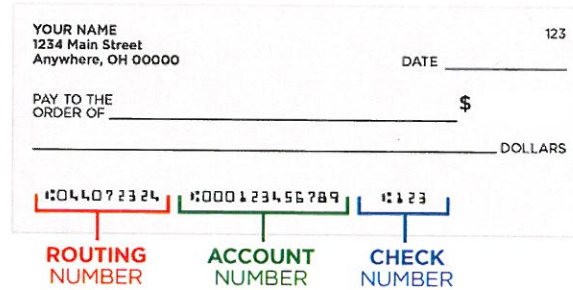 YOUR NAME 123
1234 Main Street
Anywhere, OH 00000
DATE
PAY TO THE
ORDER OF $
DOLLARS
⑆044072324 ⑆000123456789 ⑆123
ROUTING ACCOUNT CHECK
NUMBER NUMBER NUMBER